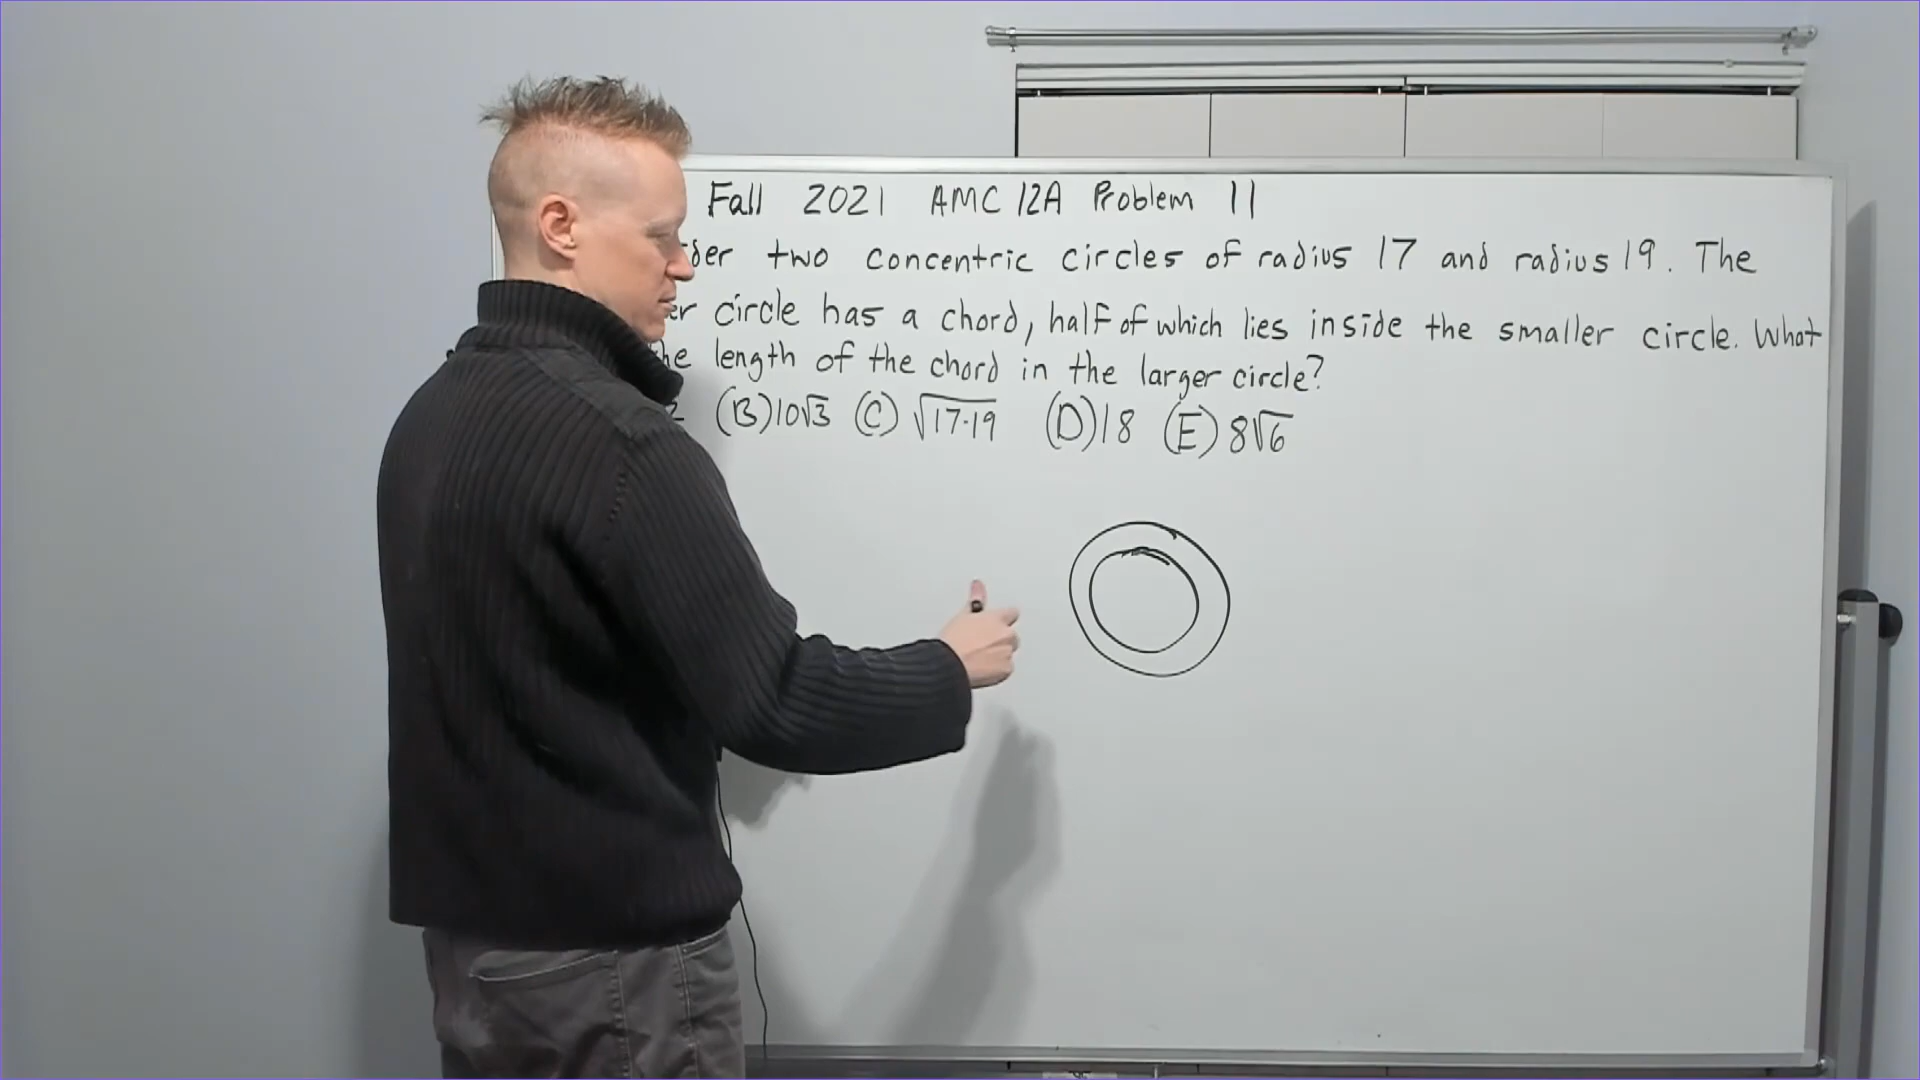 Fall 2021 AMC 12A Problem 11
two concentric circles of radius 17 and radius 19. The
circle has a chord, half of which lies inside the smaller circle. What
length of the chord in the larger circle?
(B) 10√3 (C) √17·19 (D) 18 (E) 8√6